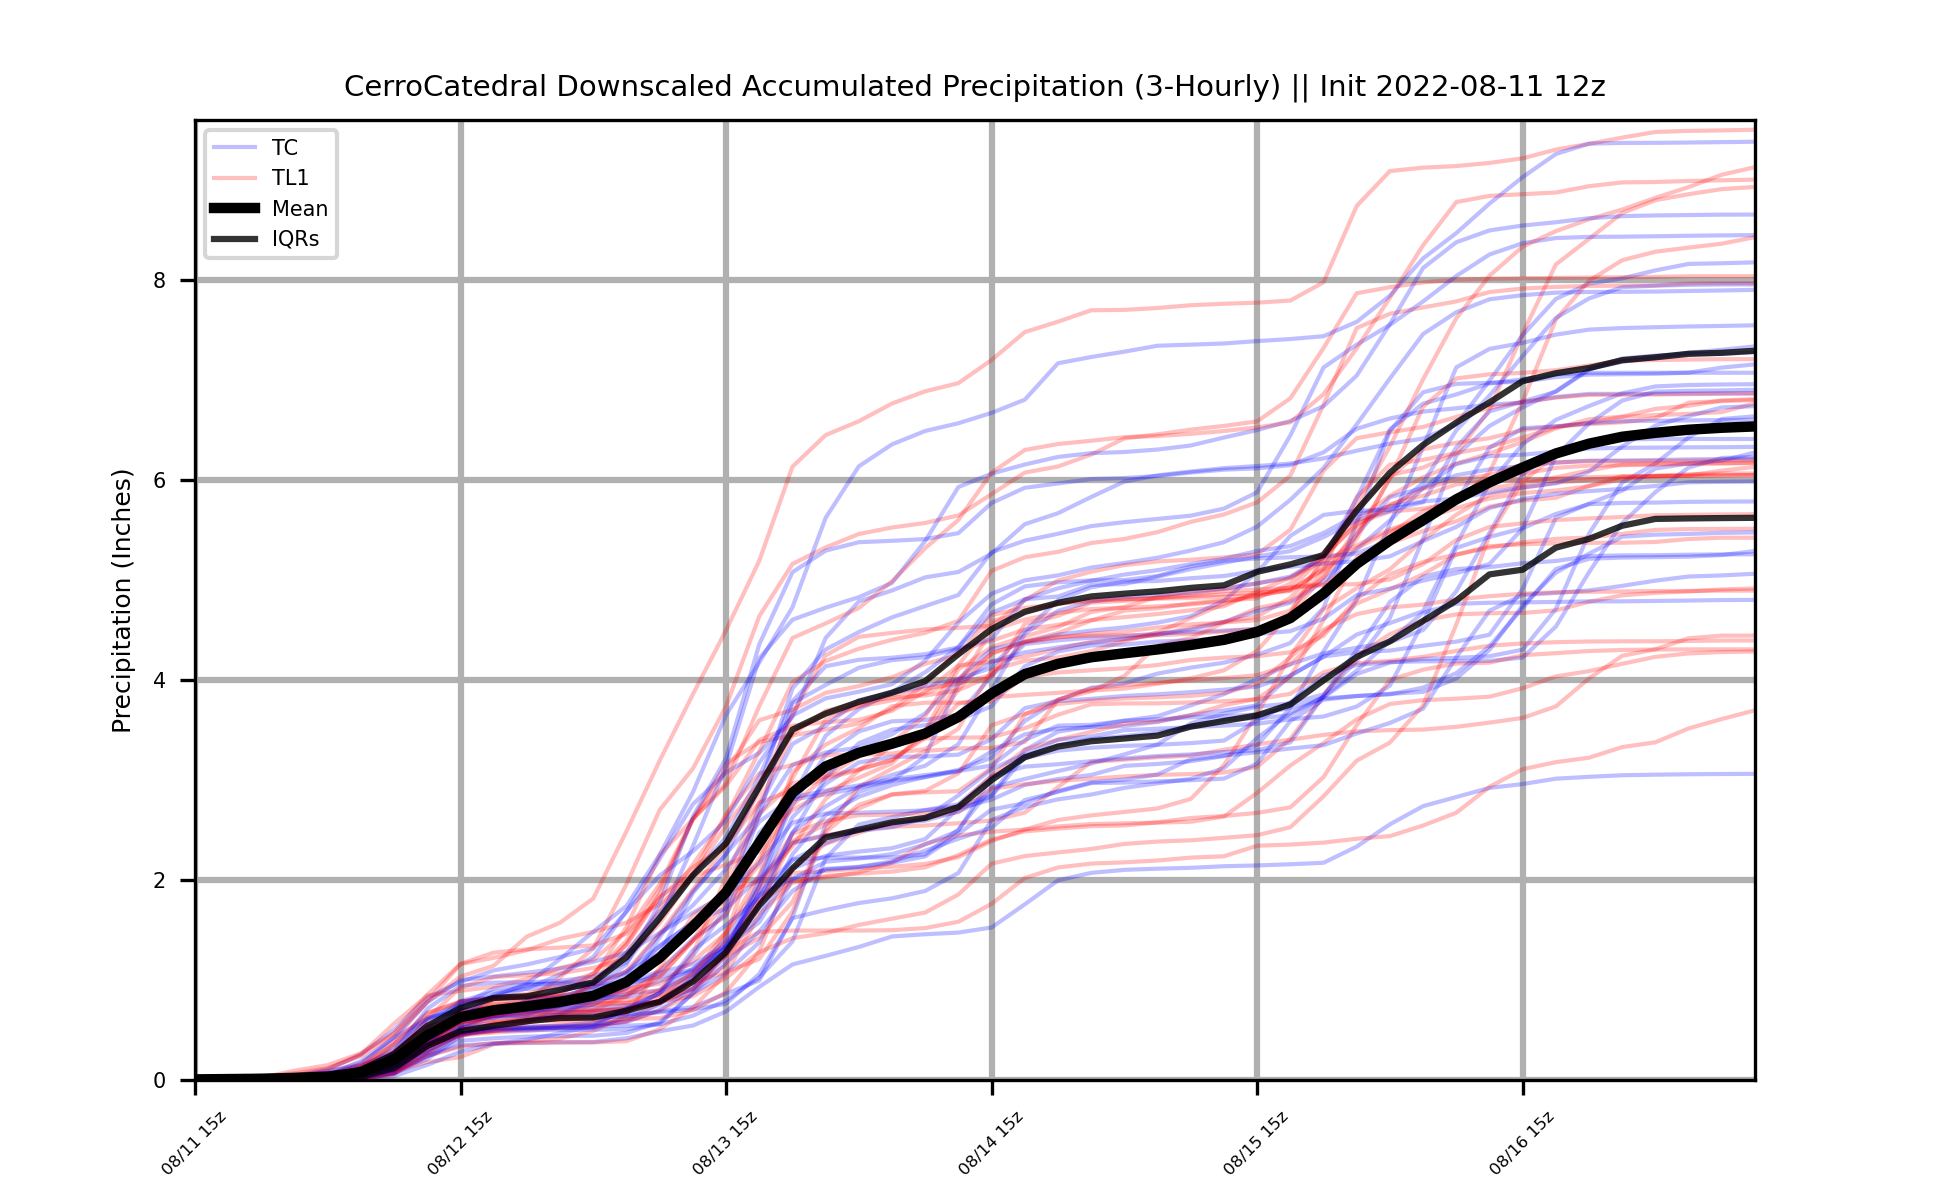 CerroCatedral Downscaled Accumulated Precipitation (3-Hourly) || Init 2022-08-11 12z
TC
TL1
Mean
IQRs
Precipitation (Inches)
8
6
4
2
0
08/11 15z
08/12 15z
08/13 15z
08/14 15z
08/15 15z
08/16 15z